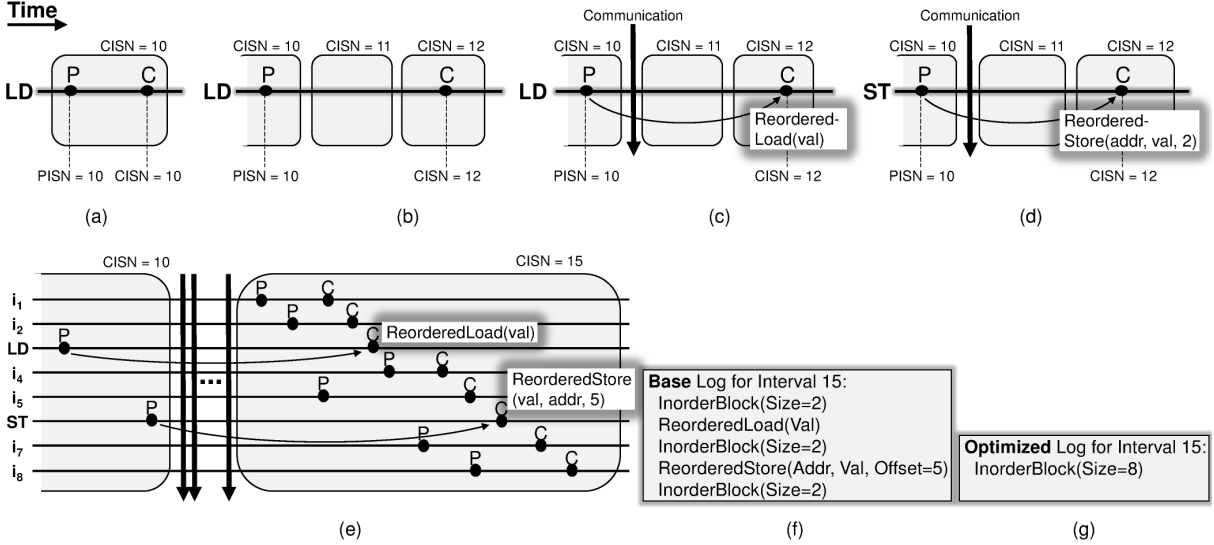 Time
CISN = 10
P
C
LD
PISN = 10
CISN = 10
(a)
CISN = 10
CISN = 11
CISN = 12
P
C
LD
PISN = 10
CISN = 12
(b)
Communication
CISN = 10
CISN = 11
CISN = 12
P
C
LD
Reordered-
Load(val)
PISN = 10
CISN = 12
(c)
Communication
CISN = 10
CISN = 11
CISN = 12
P
C
ST
Reordered-
Store(addr, val, 2)
PISN = 10
CISN = 12
(d)
CISN = 10
CISN = 15
i1
P
C
i2
P
C
LD
P
C
ReorderedLoad(val)
i4
P
C
...
i5
P
C
ReorderedStore
(val, addr, 5)
ST
P
C
i7
P
C
i8
P
C
(e)
Base Log for Interval 15:
InorderBlock(Size=2)
ReorderedLoad(Val)
InorderBlock(Size=2)
ReorderedStore(Addr, Val, Offset=5)
InorderBlock(Size=2)
(f)
Optimized Log for Interval 15:
InorderBlock(Size=8)
(g)